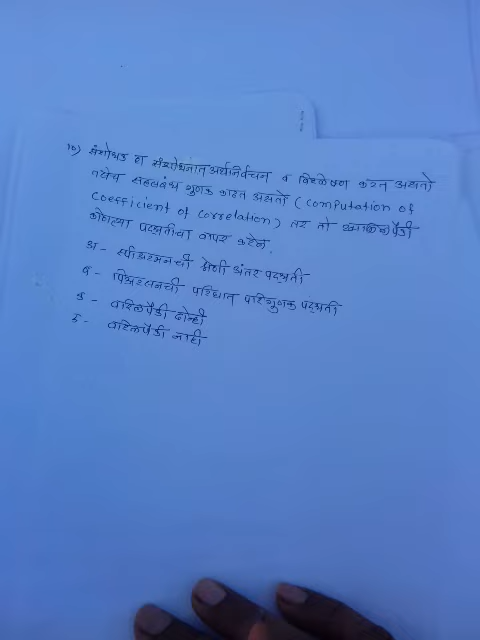 १०) संशोधक हा संशोधनात अर्थनिर्वचन व विश्लेषण करत असतो
तसेच सहसंबंध गुणक काढत असतो (computation of
coefficient of correlation) तर तो खालीलपैकी
कोणत्या पद्धतीचा वापर करेल.
अ - स्पीअरमनची श्रेणी अंतर पद्धती
ब - पिअरसनची परिघात परिगुणक पद्धती
क - वरिलपैकी दोन्ही
ड - वरिलपैकी नाही